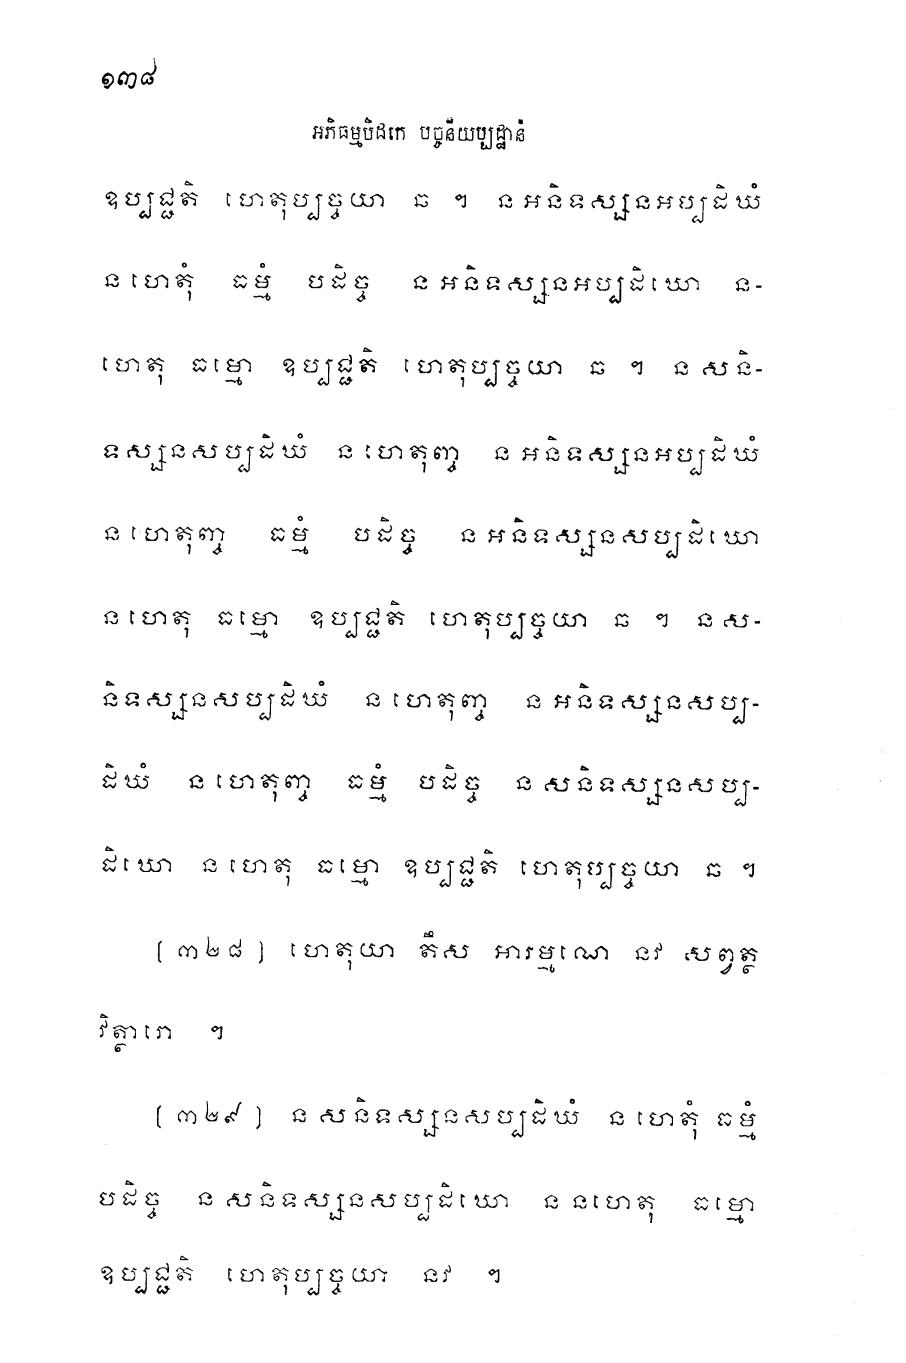 ១៣៨
អភិធម្មបិដកេ បច្ចនីយប្បដ្ឋានំ
ឧប្បជ្ជតិ ហេតុប្បច្ចយា ឆ ។ ន អនិទស្សនអប្បដិឃំ
ន ហេតុំ ធម្មំ បដិច្ច ន អនិទស្សនអប្បដិឃោ ន-
ហេតុ ធម្មោ ឧប្បជ្ជតិ ហេតុប្បច្ចយា ឆ ។ ន សនិ-
ទស្សនសប្បដិឃំ ន ហេតុញ្ច ន អនិទស្សនអប្បដិឃំ
ន ហេតុញ្ច ធម្មំ បដិច្ច ន អនិទស្សនសប្បដិឃោ
ន ហេតុ ធម្មោ ឧប្បជ្ជតិ ហេតុប្បច្ចយា ឆ ។ ន ស-
និទស្សនសប្បដិឃំ ន ហេតុញ្ច ន អនិទស្សនសប្ប-
ដិឃំ ន ហេតុញ្ច ធម្មំ បដិច្ច ន សនិទស្សនសប្ប-
ដិឃោ ន ហេតុ ធម្មោ ឧប្បជ្ជតិ ហេតុប្បច្ចយា ឆ ។
[ ៣២៨ ] ហេតុយា តឹស អារម្មណេ នវ សព្វត្ថ
វិត្ថារោ ។
[ ៣២៩ ] ន សនិទស្សនសប្បដិឃំ ន ហេតុំ ធម្មំ
បដិច្ច ន សនិទស្សនសប្បដិឃោ ន នហេតុ ធម្មោ
ឧប្បជ្ជតិ ហេតុប្បច្ចយា នវ ។